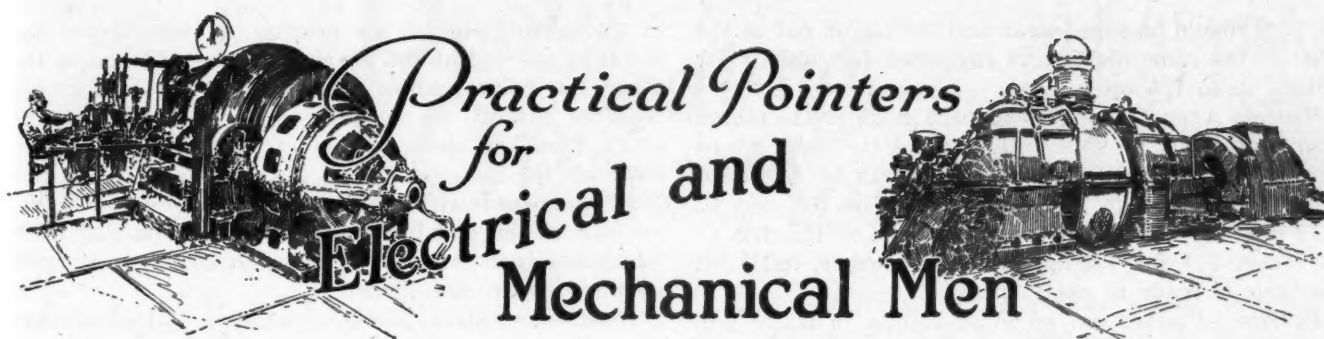 Practical Pointers
for
Electrical and
Mechanical Men